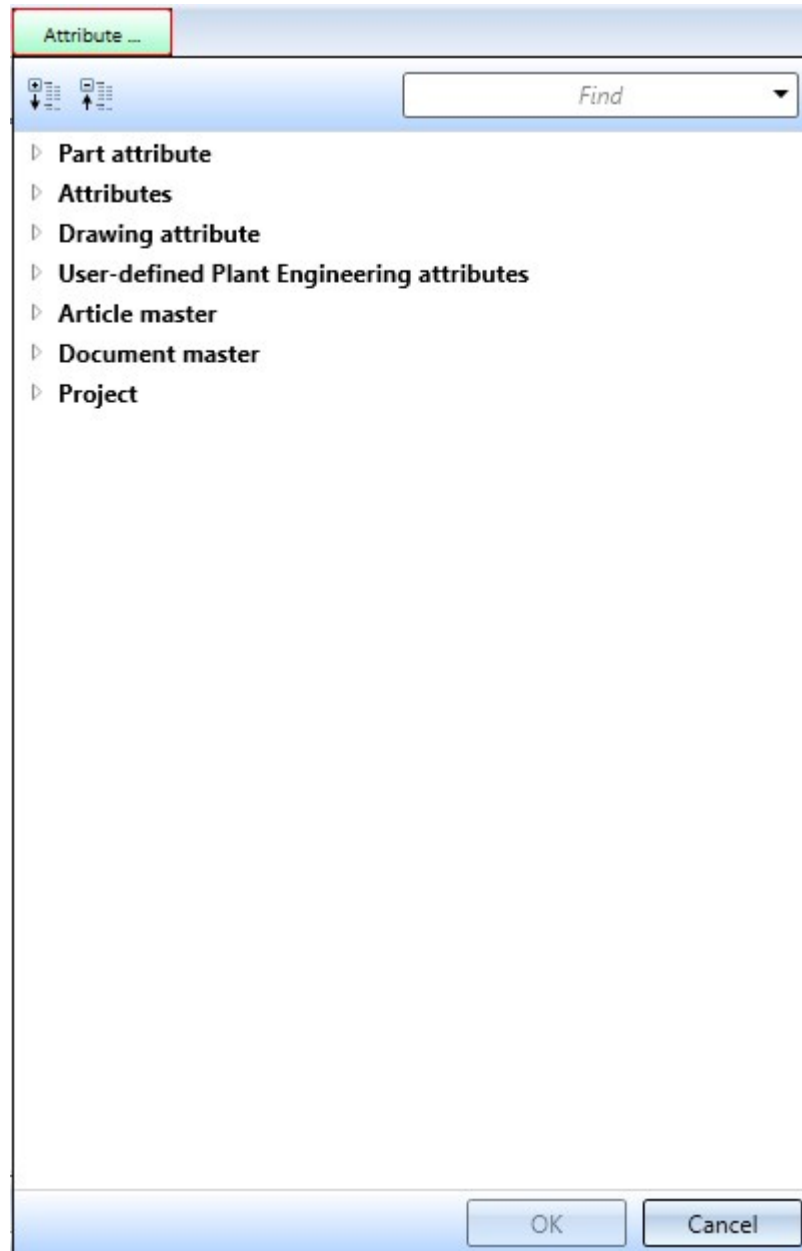 Attribute ...
Find
Part attribute
Attributes
Drawing attribute
User-defined Plant Engineering attributes
Article master
Document master
Project
OK
Cancel